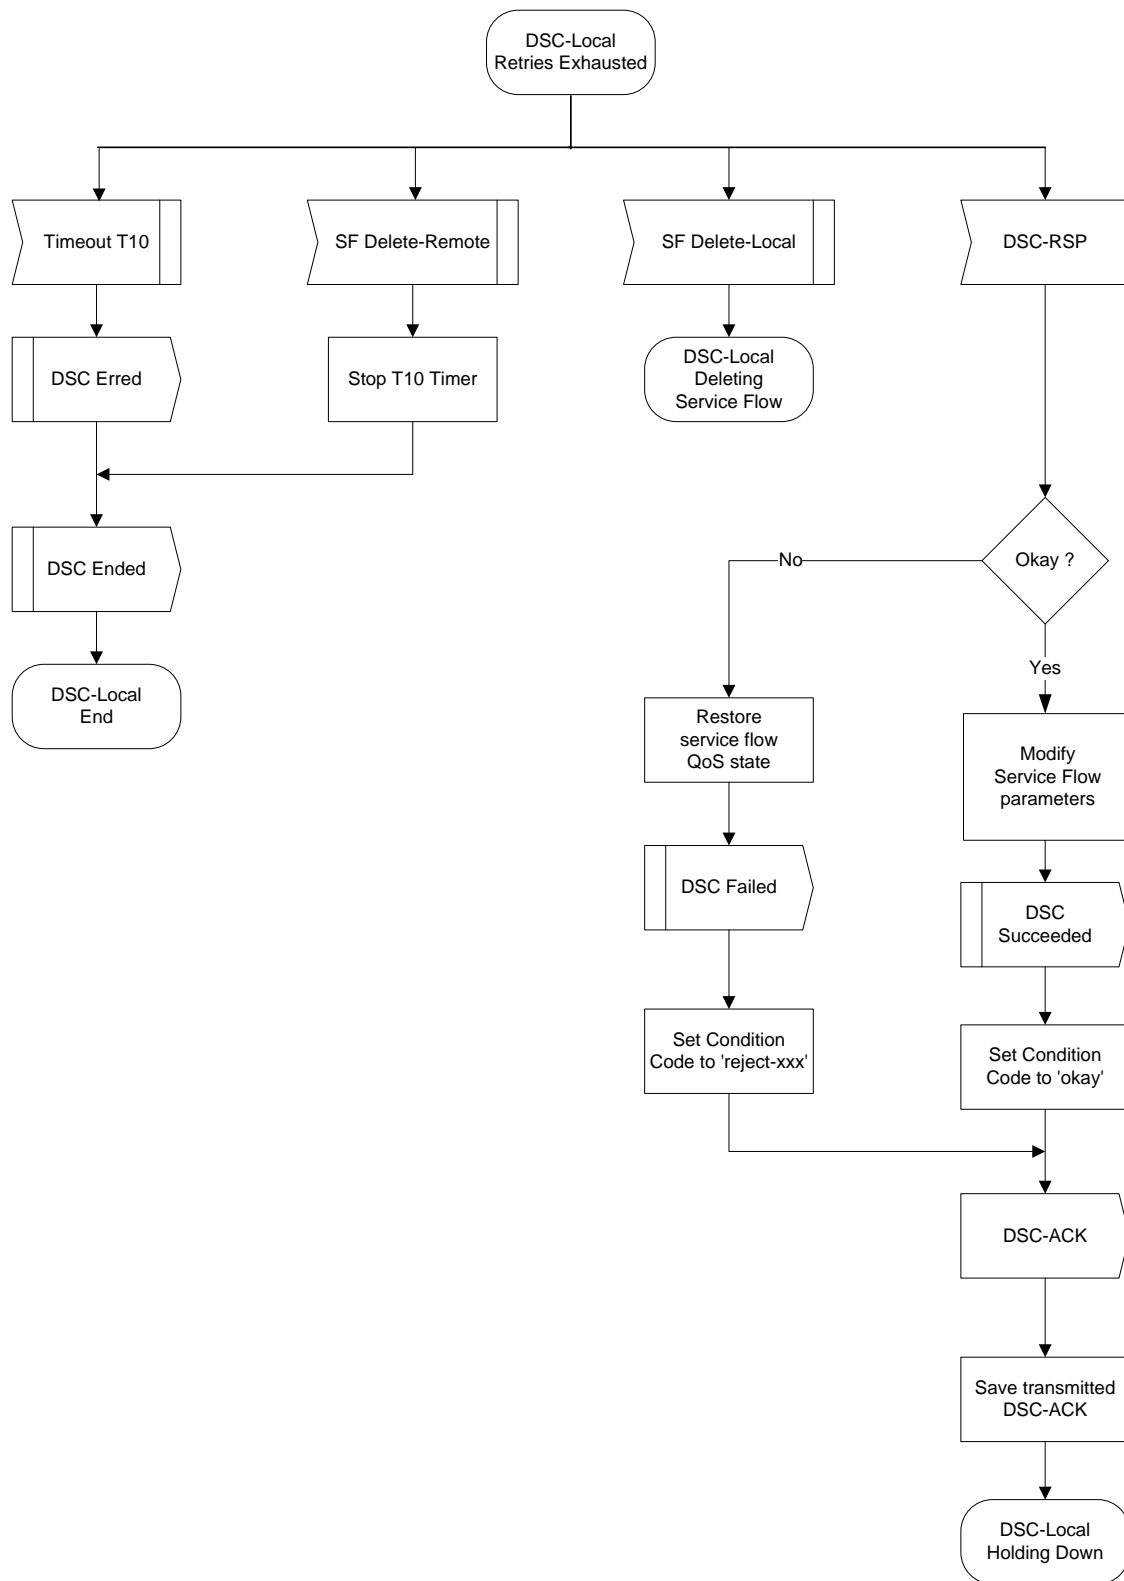 DSC-Local
Retries Exhausted
Timeout T10
SF Delete-Remote
SF Delete-Local
DSC-RSP
DSC Erred
Stop T10 Timer
DSC-Local
Deleting
Service Flow
DSC Ended
No
Okay ?
DSC-Local
End
Yes
Restore
service flow
QoS state
Modify
Service Flow
parameters
DSC Failed
DSC
Succeeded
Set Condition
Code to 'reject-xxx'
Set Condition
Code to 'okay'
DSC-ACK
Save transmitted
DSC-ACK
DSC-Local
Holding Down